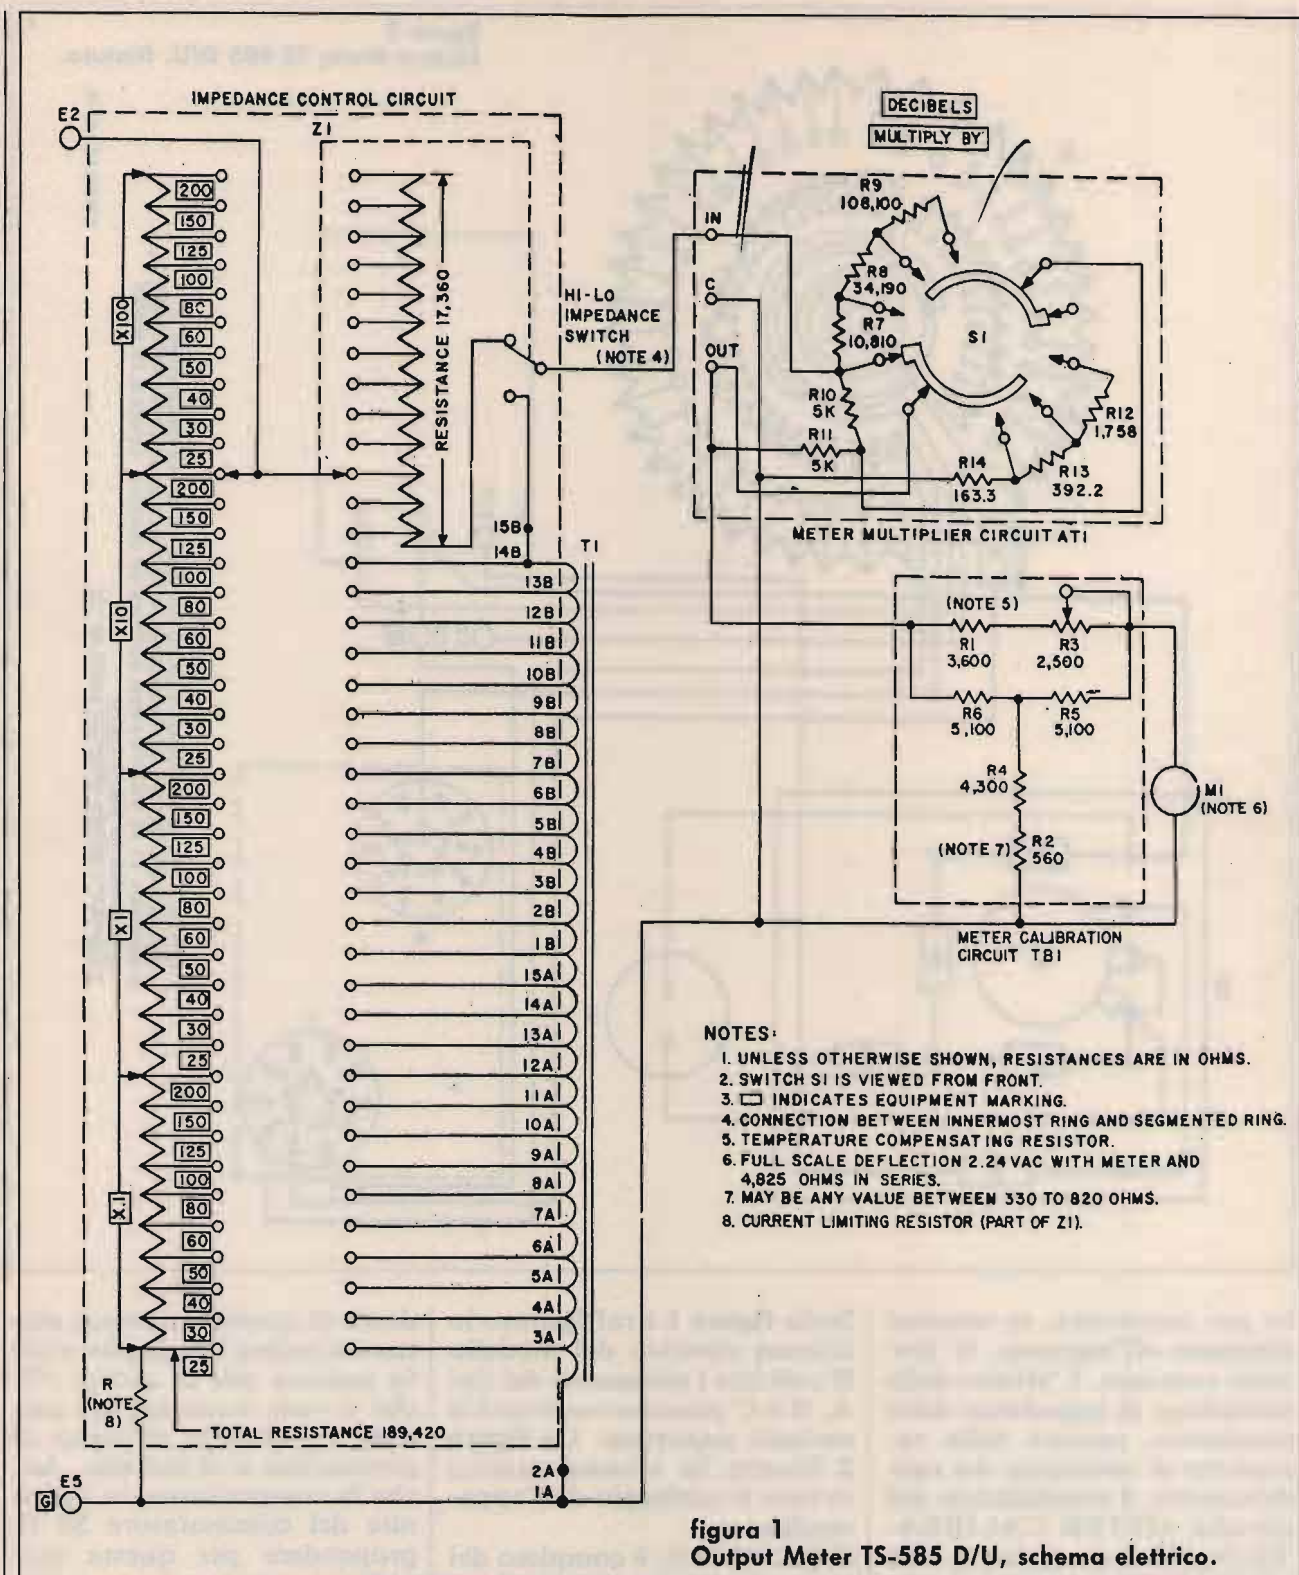 IMPEDANCE CONTROL CIRCUIT
E2
Z1
200
150
125
100
80
60
50
40
30
25
200
150
125
100
80
60
50
40
30
25
200
150
125
100
80
60
50
40
30
25
200
150
125
100
80
60
50
40
30
25
X100
X10
X1
X.1
RESISTANCE 17,360
HI-LO
IMPEDANCE
SWITCH
(NOTE 4)
15B
14B
T1
13B
12B
11B
10B
9B
8B
7B
6B
5B
4B
3B
2B
1B
15A
14A
13A
12A
11A
10A
9A
8A
7A
6A
5A
4A
3A
2A
1A
R
(NOTE
8)
TOTAL RESISTANCE 189,420
G
E5
DECIBELS
MULTIPLY BY
IN
C
OUT
R9
108,100
R8
34,190
R7
10,810
R10
5K
R11
5K
S1
R12
1,758
R13
392.2
R14
163.3
METER MULTIPLIER CIRCUIT AT1
(NOTE 5)
R1
3,600
R3
2,500
R6
5,100
R5
5,100
R4
4,300
(NOTE 7)
R2
560
M1
(NOTE 6)
METER CALIBRATION
CIRCUIT TB1
NOTES:
1. UNLESS OTHERWISE SHOWN, RESISTANCES ARE IN OHMS.
2. SWITCH S1 IS VIEWED FROM FRONT.
3. INDICATES EQUIPMENT MARKING.
4. CONNECTION BETWEEN INNERMOST RING AND SEGMENTED RING.
5. TEMPERATURE COMPENSATING RESISTOR.
6. FULL SCALE DEFLECTION 2.24 VAC WITH METER AND
4,825 OHMS IN SERIES.
7. MAY BE ANY VALUE BETWEEN 330 TO 820 OHMS.
8. CURRENT LIMITING RESISTOR (PART OF Z1).
figura 1
Output Meter TS-585 D/U, schema elettrico.